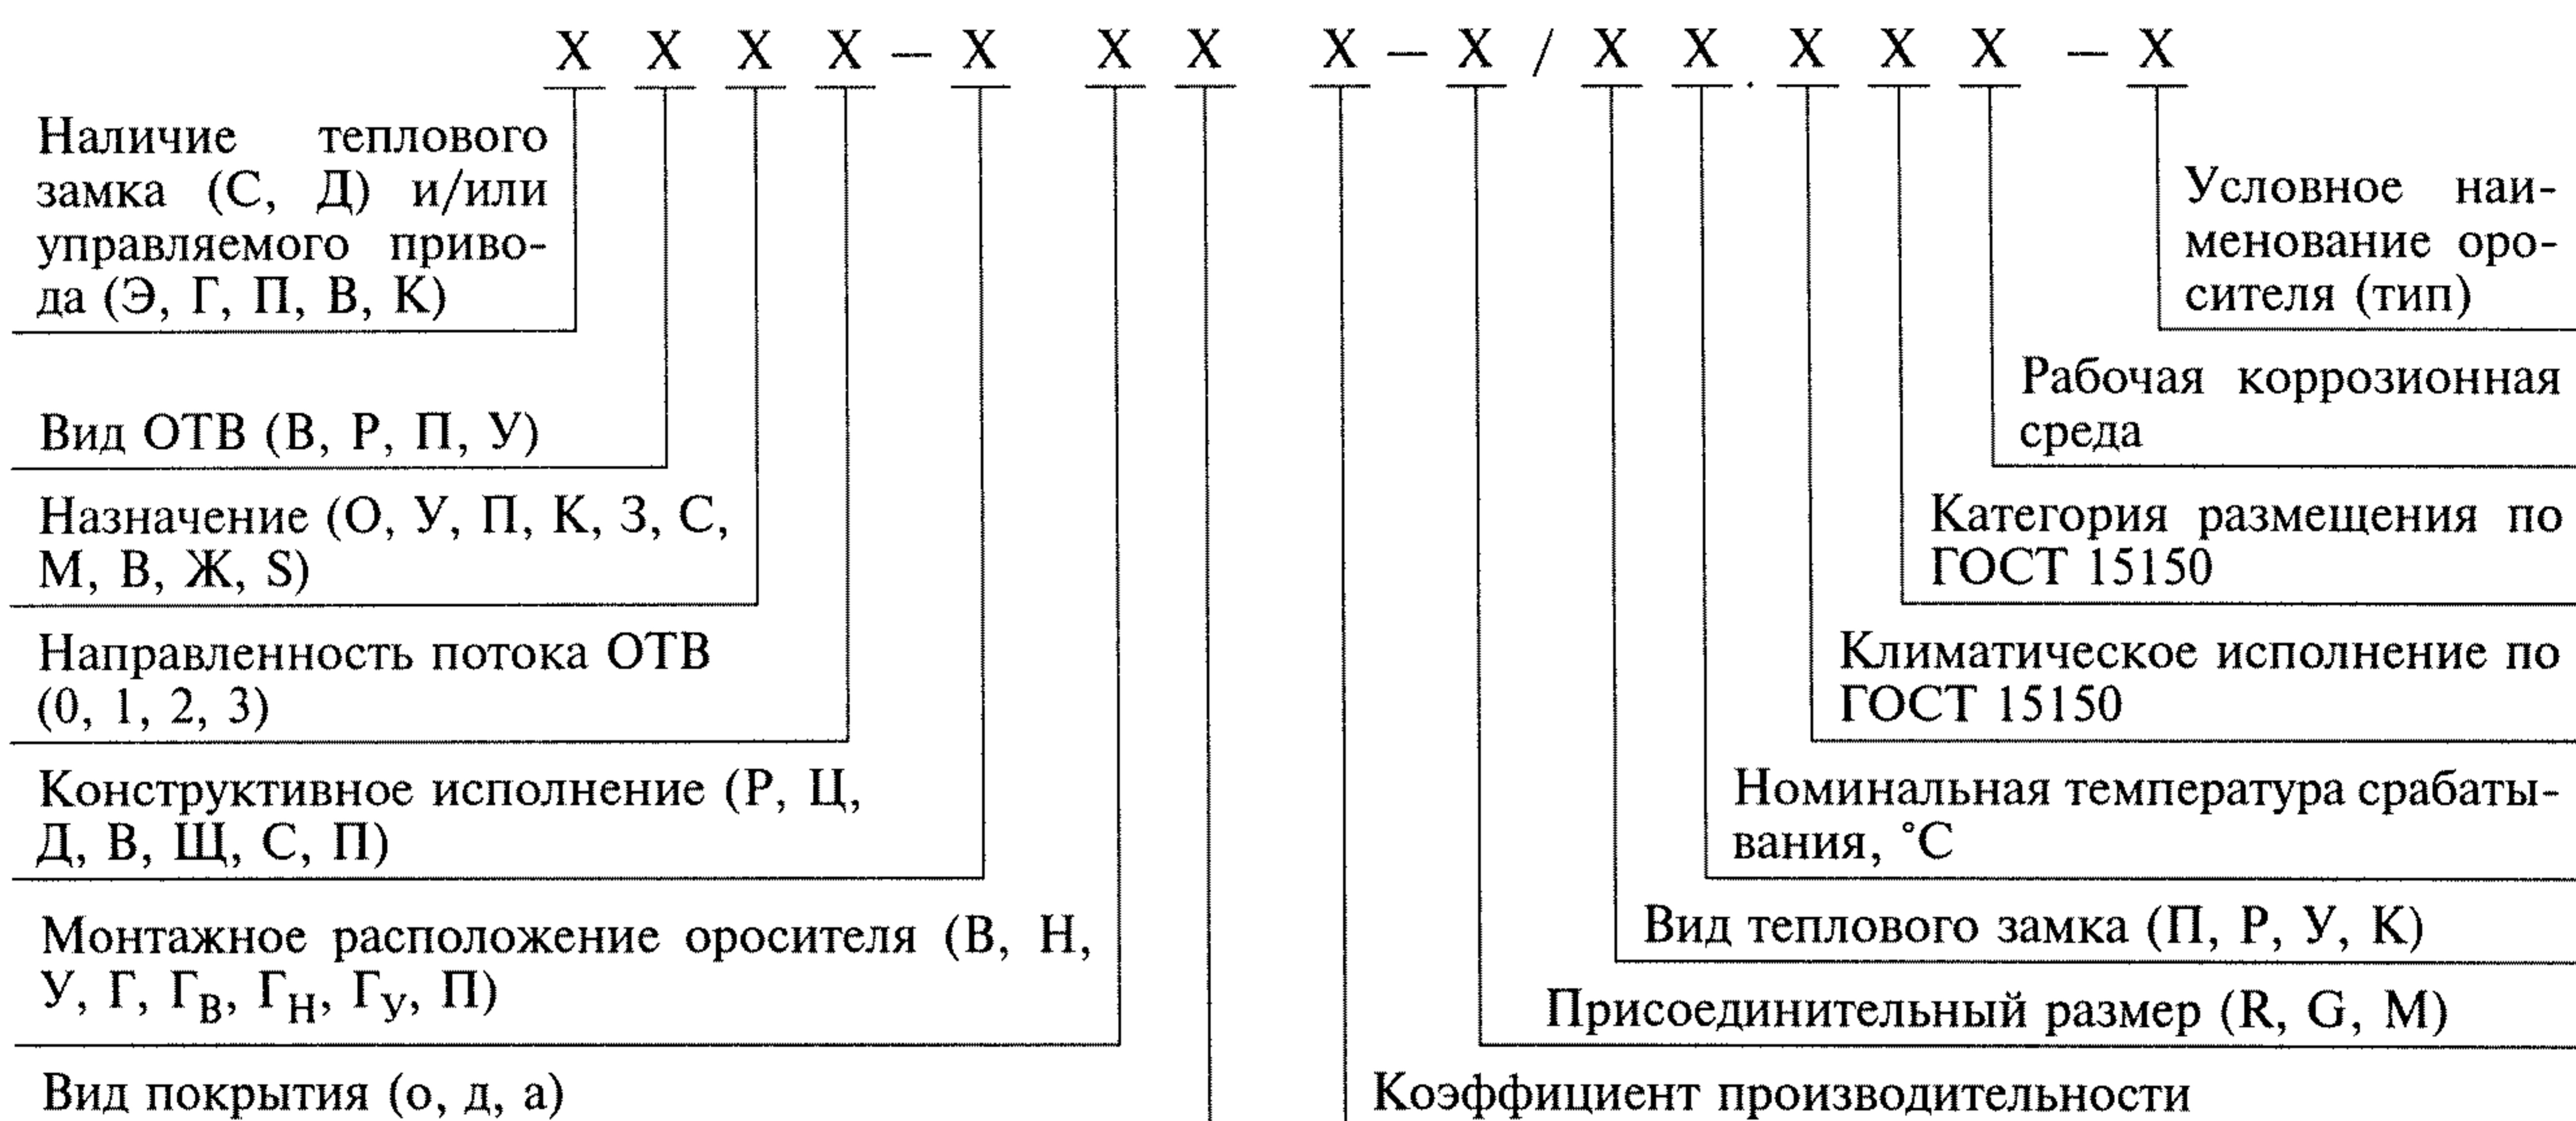 X X X X – X X X X – X / X X . X X X – X
Наличие теплового
замка (С, Д) и/или
управляемого приво-
да (Э, Г, П, В, К)
Вид ОТВ (В, Р, П, У)
Назначение (О, У, П, К, З, С,
М, В, Ж, S)
Направленность потока ОТВ
(0, 1, 2, 3)
Конструктивное исполнение (Р, Ц,
Д, В, Щ, С, П)
Монтажное расположение оросителя (В, Н,
У, Г, Гв, Гн, Гу, П)
Вид покрытия (о, д, а)
Условное наи-
менование оро-
сителя (тип)
Рабочая коррозионная
среда
Категория размещения по
ГОСТ 15150
Климатическое исполнение по
ГОСТ 15150
Номинальная температура срабаты-
вания, °С
Вид теплового замка (П, Р, У, К)
Присоединительный размер (R, G, M)
Коэффициент производительности